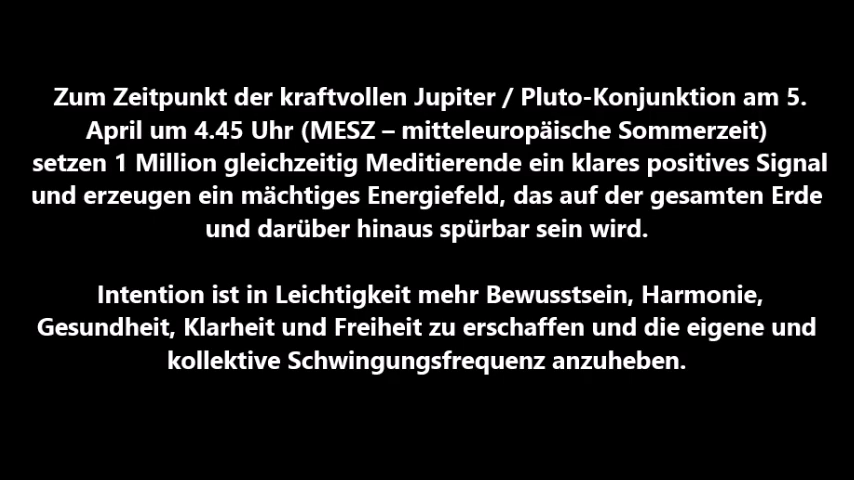 Zum Zeitpunkt der kraftvollen Jupiter / Pluto-Konjunktion am 5.
April um 4.45 Uhr (MESZ – mitteleuropäische Sommerzeit)
setzen 1 Million gleichzeitig Meditierende ein klares positives Signal
und erzeugen ein mächtiges Energiefeld, das auf der gesamten Erde
und darüber hinaus spürbar sein wird.
Intention ist in Leichtigkeit mehr Bewusstsein, Harmonie,
Gesundheit, Klarheit und Freiheit zu erschaffen und die eigene und
kollektive Schwingungsfrequenz anzuheben.